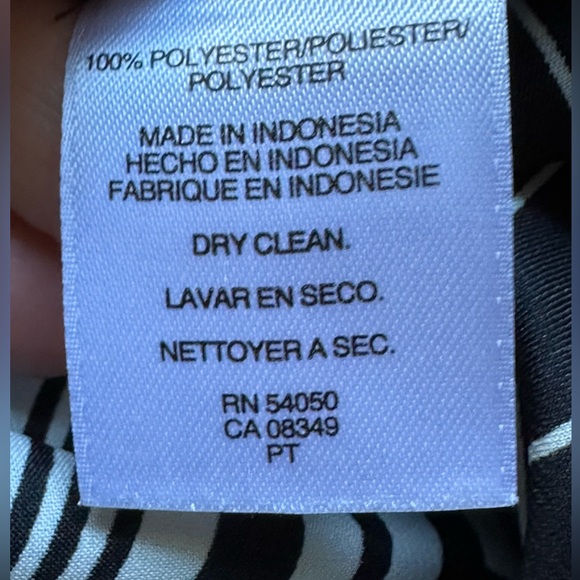 100% POLYESTER/POLIESTER/
POLYESTER
MADE IN INDONESIA
HECHO EN INDONESIA
FABRIQUE EN INDONESIE
DRY CLEAN.
LAVAR EN SECO.
NETTOYER A SEC.
RN 54050
CA 08349
PT